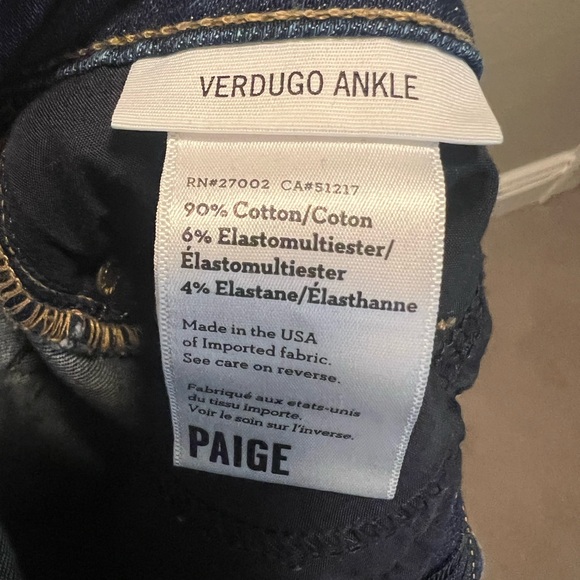 VERDUGO ANKLE
RN#27002 CA#51217
90% Cotton/Coton
6% Elastomultiester/
Élastomultiester
4% Elastane/Élasthanne
Made in the USA
of Imported fabric.
See care on reverse.
Fabriqué aux etats-unis
du tissu importe.
Voir le soin sur l'inverse.
PAIGE